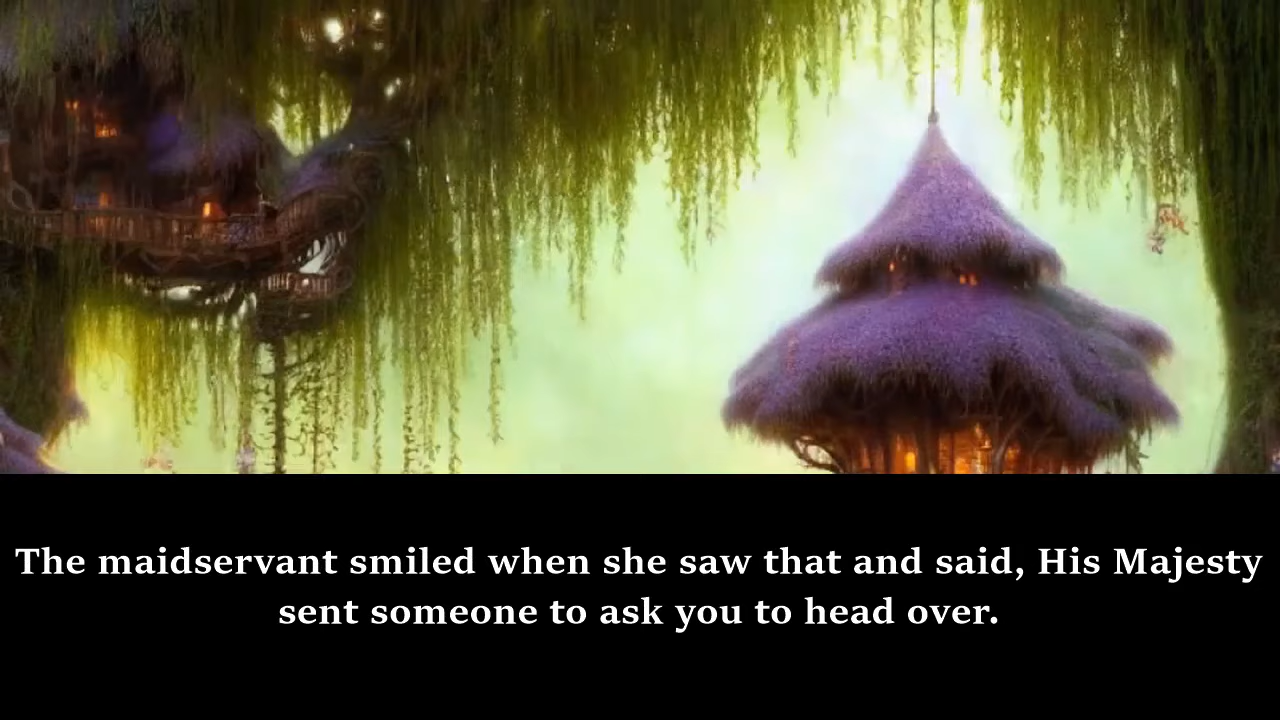 The maidservant smiled when she saw that and said, His Majesty
sent someone to ask you to head over.